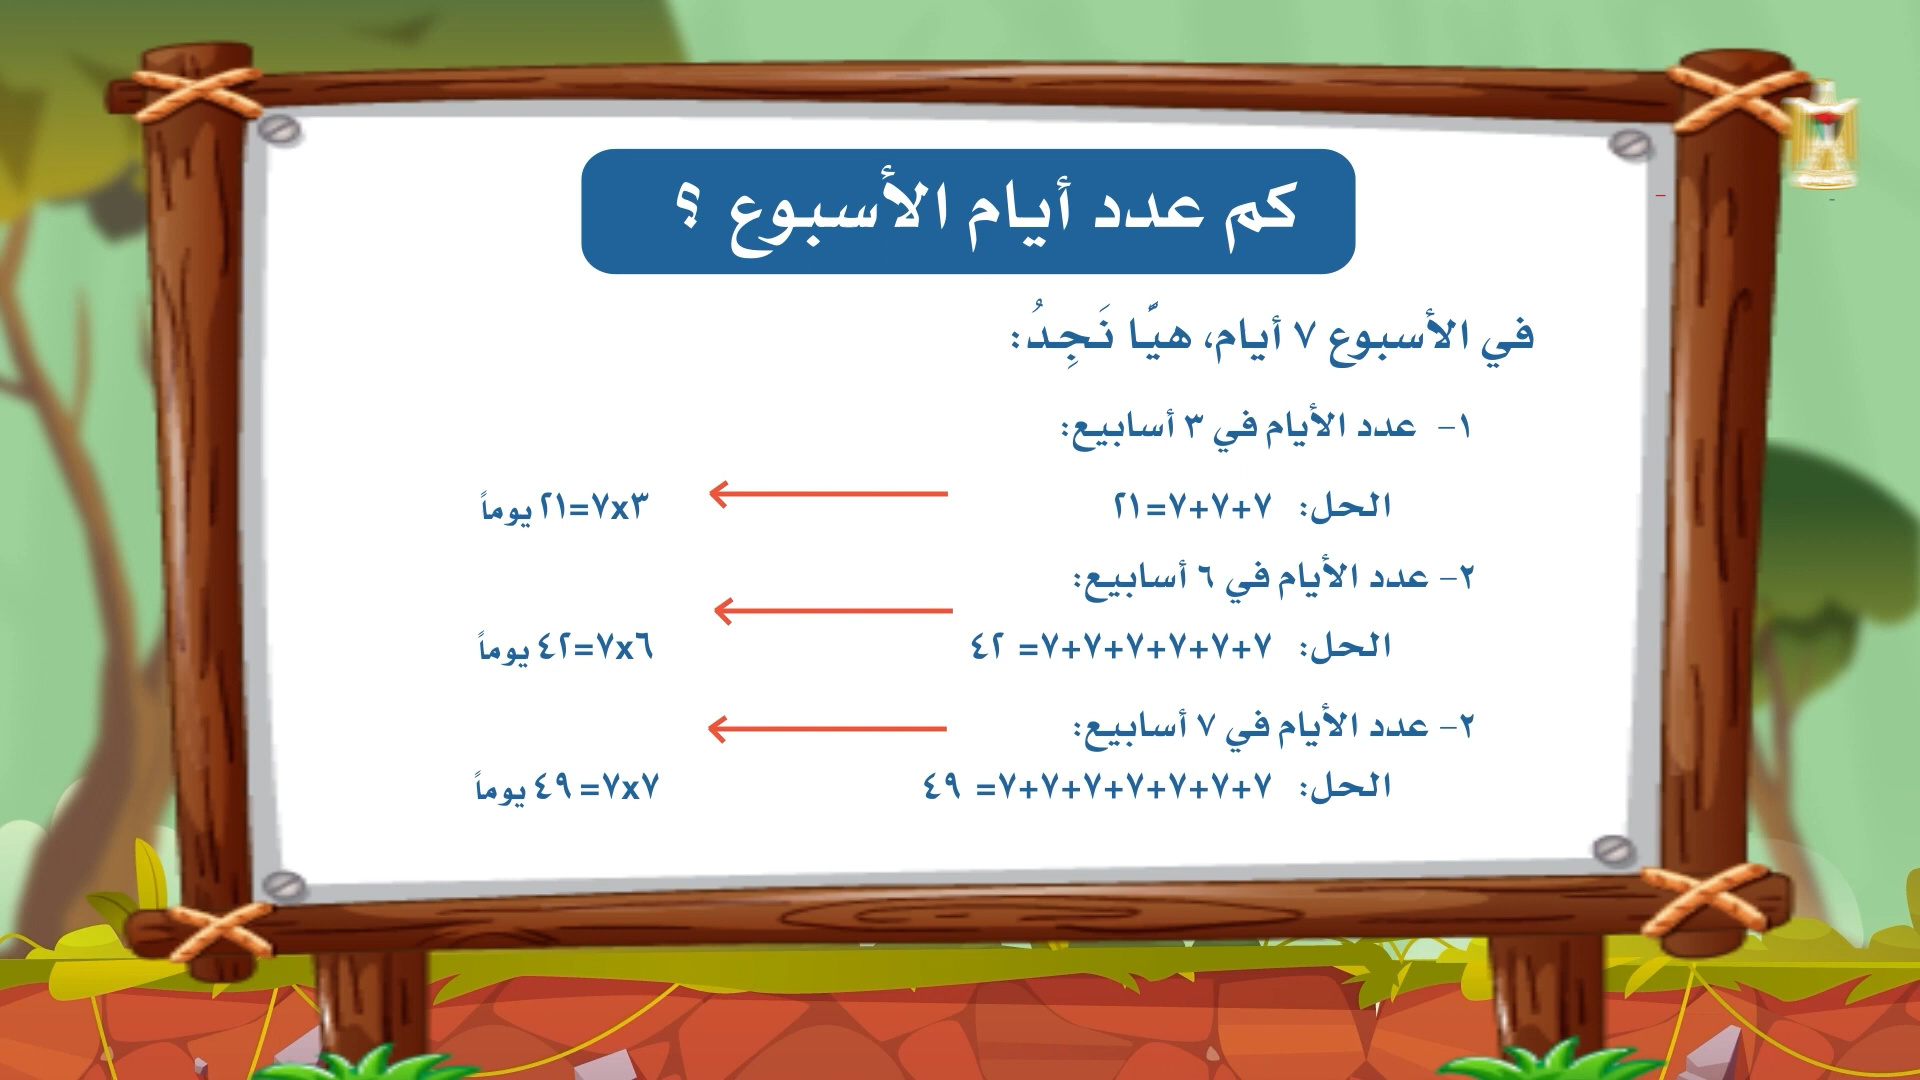 كم عدد أيام الأسبوع ؟
في الأسبوع ٧ أيام، هيَّا نَجِدُ:
١- عدد الأيام في ٣ أسابيع:
الحل: ٧+٧+٧=٢١ ٣x٧=٢١ يوماً
٢- عدد الأيام في ٦ أسابيع:
الحل: ٧+٧+٧+٧+٧+٧= ٤٢ ٦x٧=٤٢ يوماً
٢- عدد الأيام في ٧ أسابيع:
الحل: ٧+٧+٧+٧+٧+٧+٧= ٤٩ ٧x٧=٤٩ يوماً